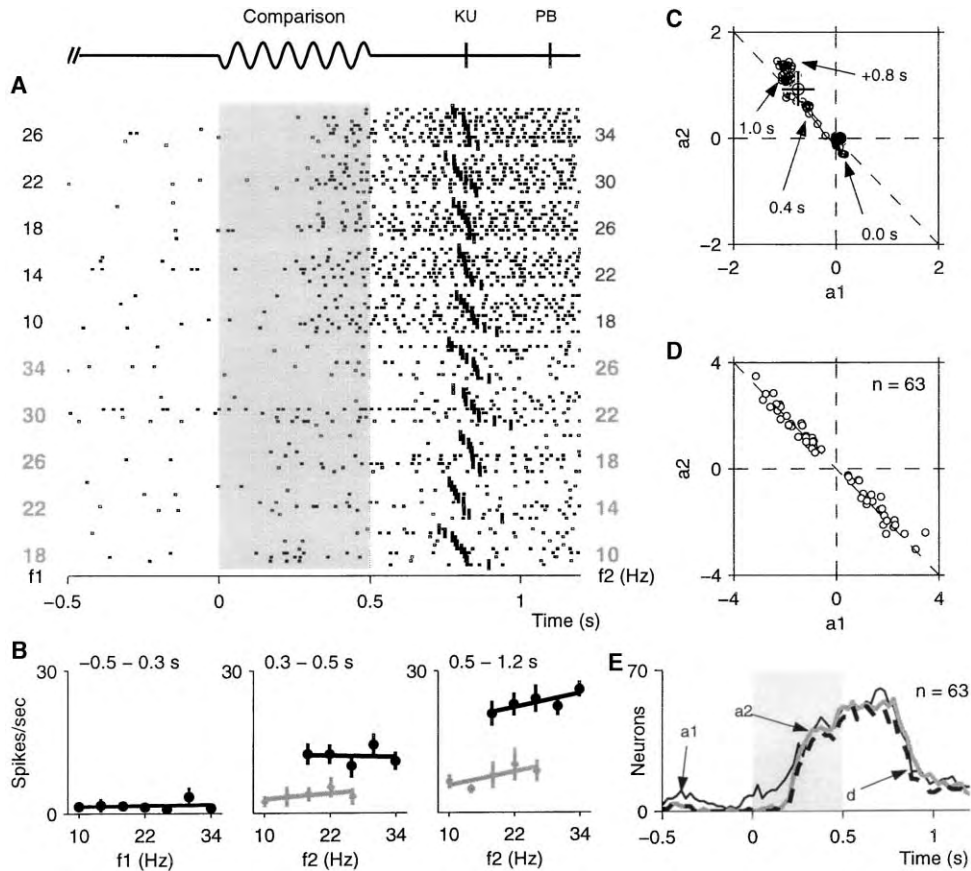 Comparison KU PB
A
26 34
22 30
18 26
14 22
10 18
34 26
30 22
26 18
22 14
18 10
f1 f2 (Hz)
−0.5 0 0.5 1
Time (s)
B
−0.5 – 0.3 s
0.3 – 0.5 s
0.5 – 1.2 s
Spikes/sec
30
0
10 22 34
f1 (Hz)
30
10 22 34
f2 (Hz)
30
10 22 34
f2 (Hz)
C
2
0
−2
a2
+0.8 s
1.0 s
0.4 s
0.0 s
−2 0 2
a1
D
4
0
−4
a2
n = 63
−4 0 4
a1
E
70
0
Neurons
n = 63
a1
a2
d
−0.5 0 0.5 1
Time (s)